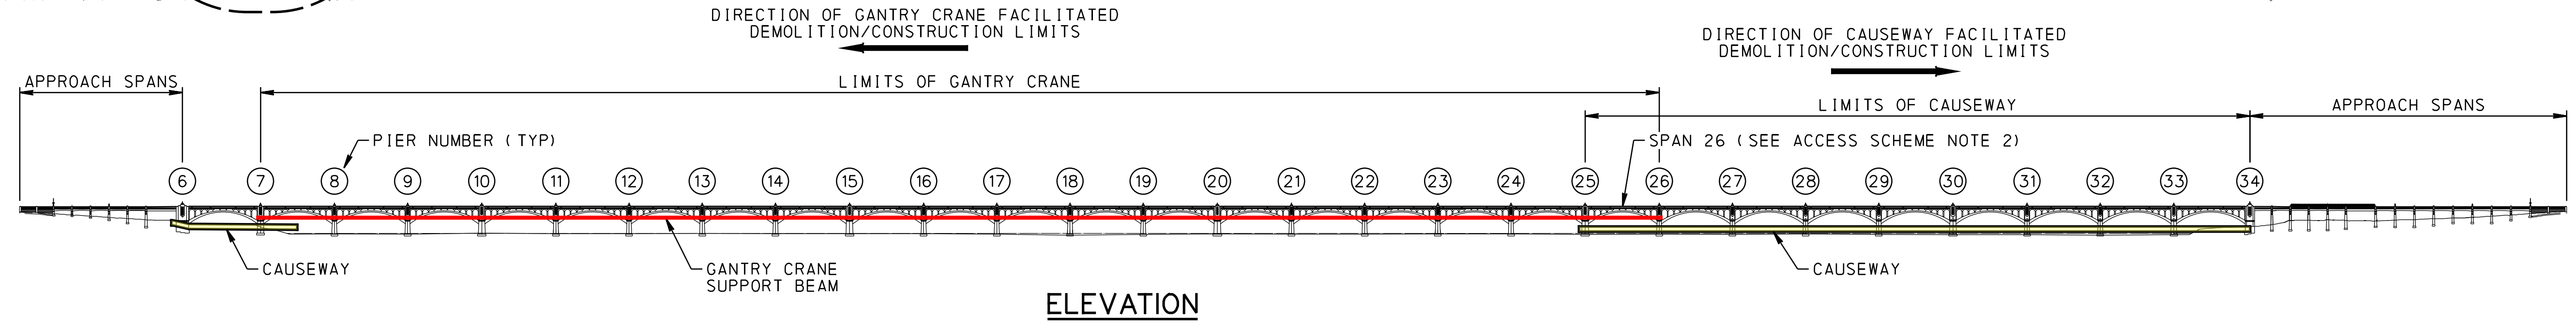 DIRECTION OF GANTRY CRANE FACILITATED
DEMOLITION/CONSTRUCTION LIMITS
DIRECTION OF CAUSEWAY FACILITATED
DEMOLITION/CONSTRUCTION LIMITS
APPROACH SPANS
LIMITS OF GANTRY CRANE
LIMITS OF CAUSEWAY
APPROACH SPANS
PIER NUMBER (TYP)
SPAN 26 (SEE ACCESS SCHEME NOTE 2)
6 7 8 9 10 11 12 13 14 15 16 17 18 19 20 21 22 23 24 25 26 27 28 29 30 31 32 33 34
CAUSEWAY
GANTRY CRANE
SUPPORT BEAM
CAUSEWAY
ELEVATION